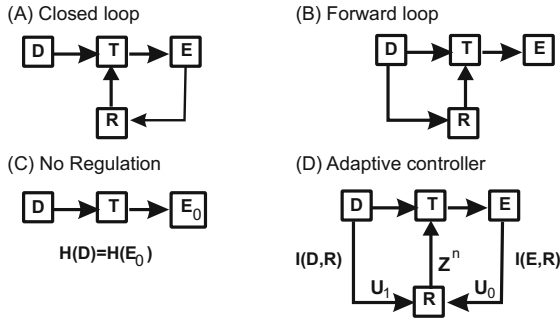 (A) Closed loop
D T E
R
(B) Forward loop
D T E
R
(C) No Regulation
D T E₀
H(D)=H(E₀)
(D) Adaptive controller
D T E
I(D,R) Zⁿ I(E,R)
U₁ R U₀